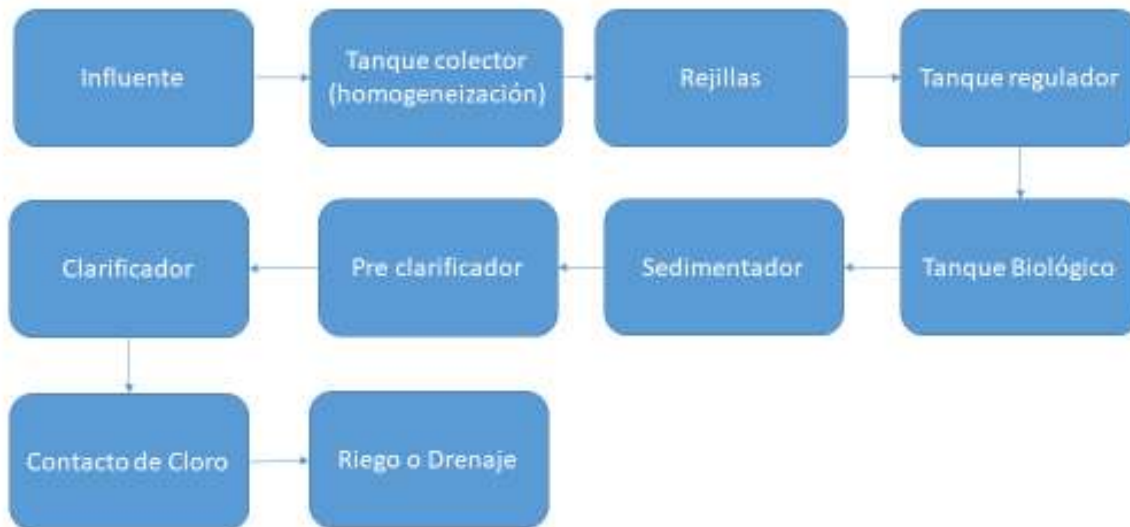 Influente
Tanque colector
(homogeneización)
Rejillas
Tanque regulador
Tanque Biológico
Sedimentador
Pre clarificador
Clarificador
Contacto de Cloro
Riego o Drenaje